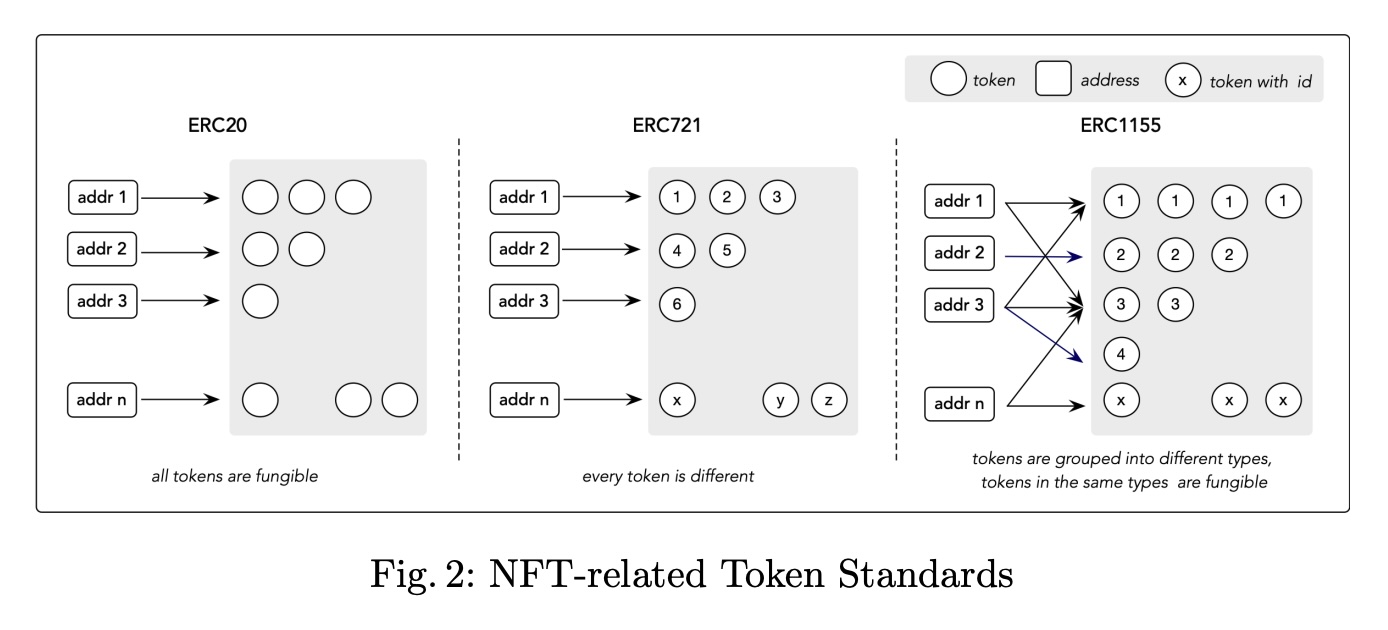 token address x token with id
ERC20 ERC721 ERC1155
addr 1
addr 2
addr 3
addr n
all tokens are fungible
addr 1 1 2 3
addr 2 4 5
addr 3 6
addr n x y z
every token is different
addr 1 1 1 1 1
addr 2 2 2 2
addr 3 3 3
4
addr n x x x
tokens are grouped into different types,
tokens in the same types are fungible
Fig. 2: NFT-related Token Standards